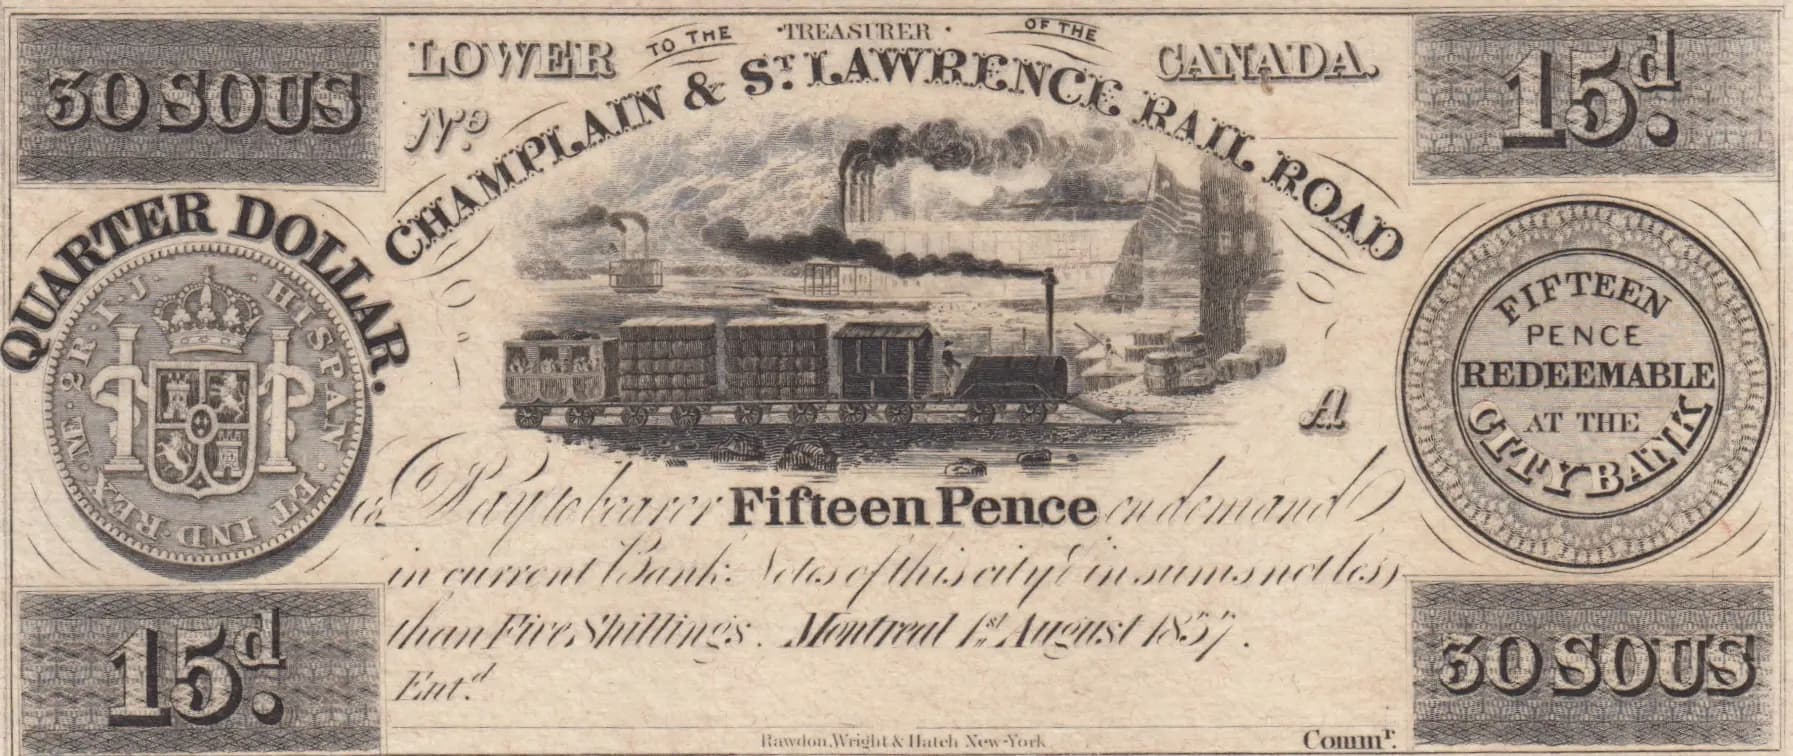 30 SOUS
LOWER
TO THE TREASURER OF THE
CANADA.
15d.
No
CHAMPLAIN & ST. LAWRENCE RAIL ROAD
QUARTER DOLLAR.
HISPAN. ET IND·REX·M·2R·I·J
FIFTEEN
PENCE
REDEEMABLE
AT THE
CITY BANK
A
Pay to bearer Fifteen Pence on demand
in current Bank Notes of this city & in sums not less
than Five Shillings. Montreal 1st August 1837.
15d.
Ent.d
30 SOUS
Rawdon, Wright & Hatch New-York
Commr.